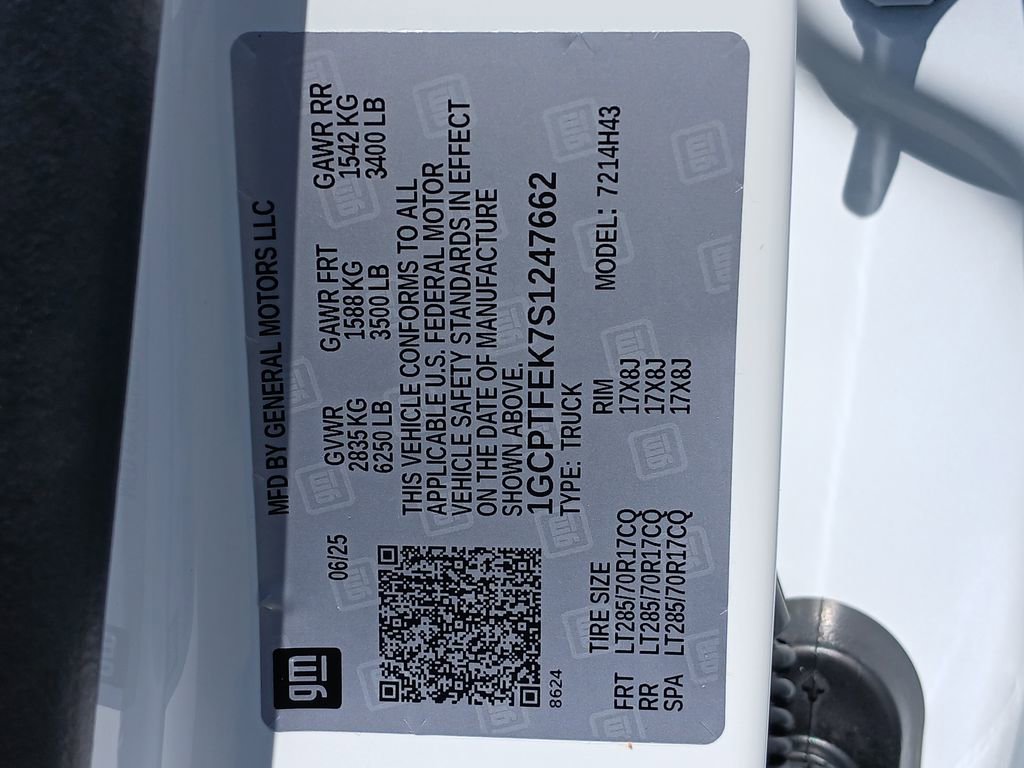 gm
MFD BY GENERAL MOTORS LLC
06/25
GVWR GAWR FRT GAWR RR
2835 KG 1588 KG 1542 KG
6250 LB 3500 LB 3400 LB
THIS VEHICLE CONFORMS TO ALL
APPLICABLE U.S. FEDERAL MOTOR
VEHICLE SAFETY STANDARDS IN EFFECT
ON THE DATE OF MANUFACTURE
SHOWN ABOVE.
1GCPTFEK7S1247662
8624
TYPE: TRUCK
MODEL: 7214H43
TIRE SIZE RIM
FRT LT285/70R17CQ 17X8J
RR LT285/70R17CQ 17X8J
SPA LT285/70R17CQ 17X8J